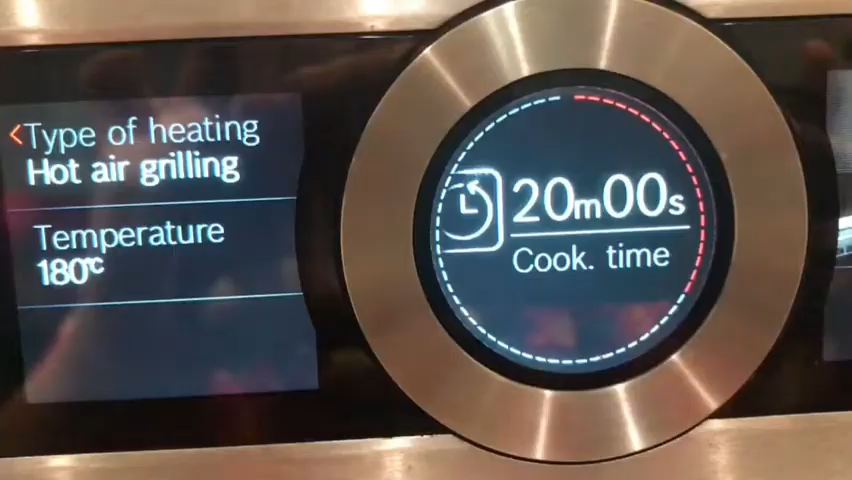 <Type of heating
Hot air grilling
Temperature
180°C
20m00s
Cook. time